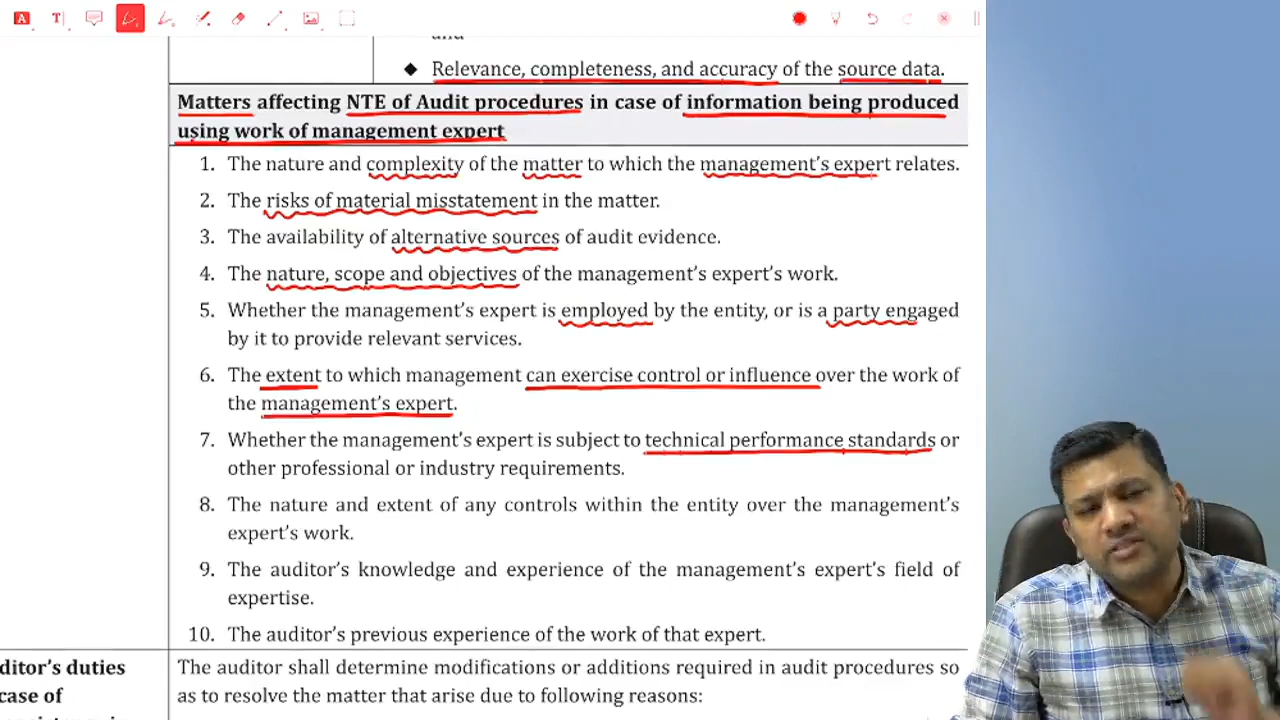 and
◆ Relevance, completeness, and accuracy of the source data.
Matters affecting NTE of Audit procedures in case of information being produced
using work of management expert
1. The nature and complexity of the matter to which the management's expert relates.
2. The risks of material misstatement in the matter.
3. The availability of alternative sources of audit evidence.
4. The nature, scope and objectives of the management's expert's work.
5. Whether the management's expert is employed by the entity, or is a party engaged
by it to provide relevant services.
6. The extent to which management can exercise control or influence over the work of
the management's expert.
7. Whether the management's expert is subject to technical performance standards or
other professional or industry requirements.
8. The nature and extent of any controls within the entity over the management's
expert's work.
9. The auditor's knowledge and experience of the management's expert's field of
expertise.
10. The auditor's previous experience of the work of that expert.
ditor's duties
case of
The auditor shall determine modifications or additions required in audit procedures so
as to resolve the matter that arise due to following reasons: